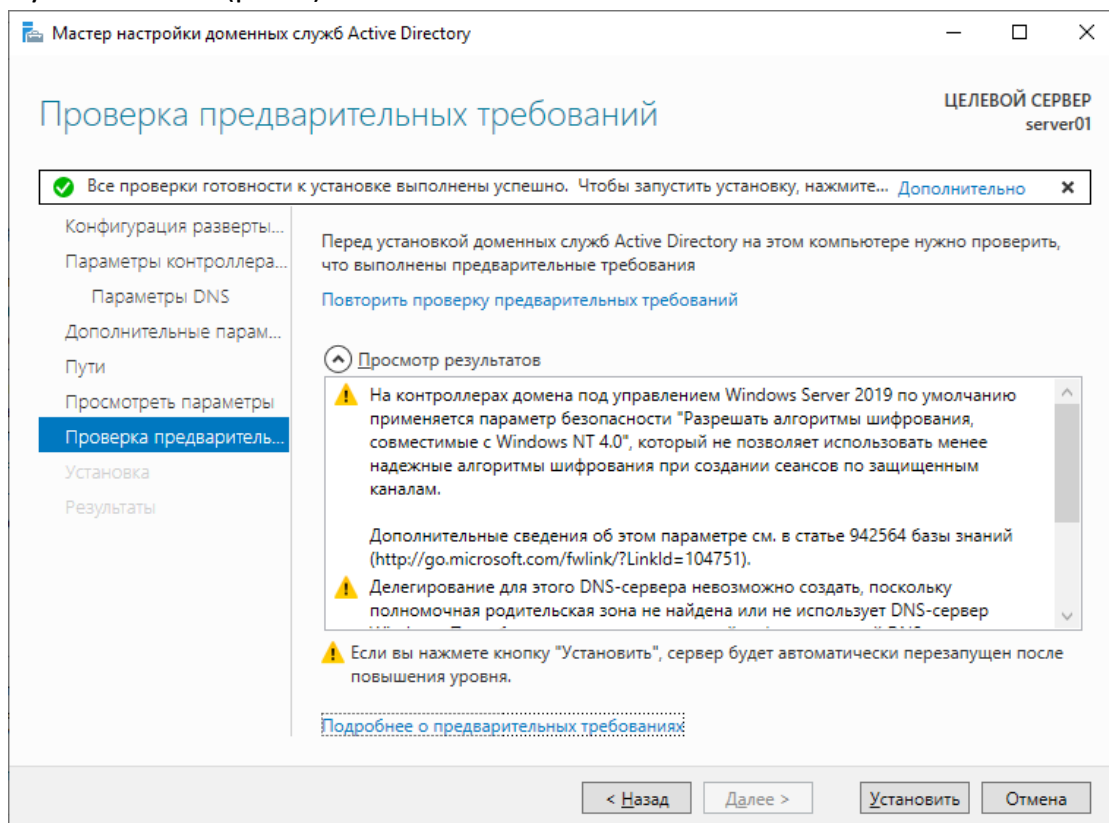 Мастер настройки доменных служб Active Directory
Проверка предварительных требований
ЦЕЛЕВОЙ СЕРВЕР
server01
Все проверки готовности к установке выполнены успешно. Чтобы запустить установку, нажмите... Дополнительно
Конфигурация разверты...
Параметры контроллера...
Параметры DNS
Дополнительные парам...
Пути
Просмотреть параметры
Проверка предваритель...
Установка
Результаты
Перед установкой доменных служб Active Directory на этом компьютере нужно проверить,
что выполнены предварительные требования
Повторить проверку предварительных требований
Просмотр результатов
На контроллерах домена под управлением Windows Server 2019 по умолчанию
применяется параметр безопасности "Разрешать алгоритмы шифрования,
совместимые с Windows NT 4.0", который не позволяет использовать менее
надежные алгоритмы шифрования при создании сеансов по защищенным
каналам.
Дополнительные сведения об этом параметре см. в статье 942564 базы знаний
(http://go.microsoft.com/fwlink/?LinkId=104751).
Делегирование для этого DNS-сервера невозможно создать, поскольку
полномочная родительская зона не найдена или не использует DNS-сервер
Если вы нажмете кнопку "Установить", сервер будет автоматически перезапущен после
повышения уровня.
Подробнее о предварительных требованиях
< Назад
Далее >
Установить
Отмена